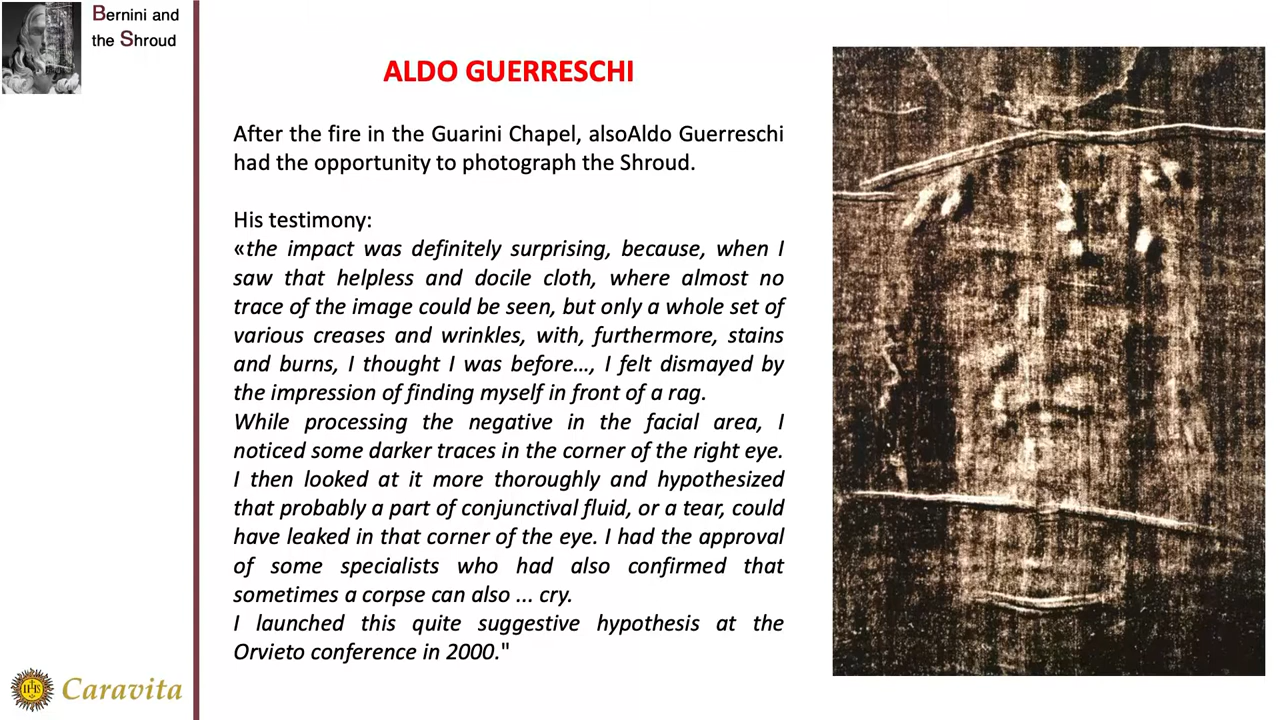 Bernini and
the Shroud
ALDO GUERRESCHI
After the fire in the Guarini Chapel, alsoAldo Guerreschi
had the opportunity to photograph the Shroud.
His testimony:
«the impact was definitely surprising, because, when I
saw that helpless and docile cloth, where almost no
trace of the image could be seen, but only a whole set of
various creases and wrinkles, with, furthermore, stains
and burns, I thought I was before…, I felt dismayed by
the impression of finding myself in front of a rag.
While processing the negative in the facial area, I
noticed some darker traces in the corner of the right eye.
I then looked at it more thoroughly and hypothesized
that probably a part of conjunctival fluid, or a tear, could
have leaked in that corner of the eye. I had the approval
of some specialists who had also confirmed that
sometimes a corpse can also ... cry.
I launched this quite suggestive hypothesis at the
Orvieto conference in 2000."
IHS
Caravita